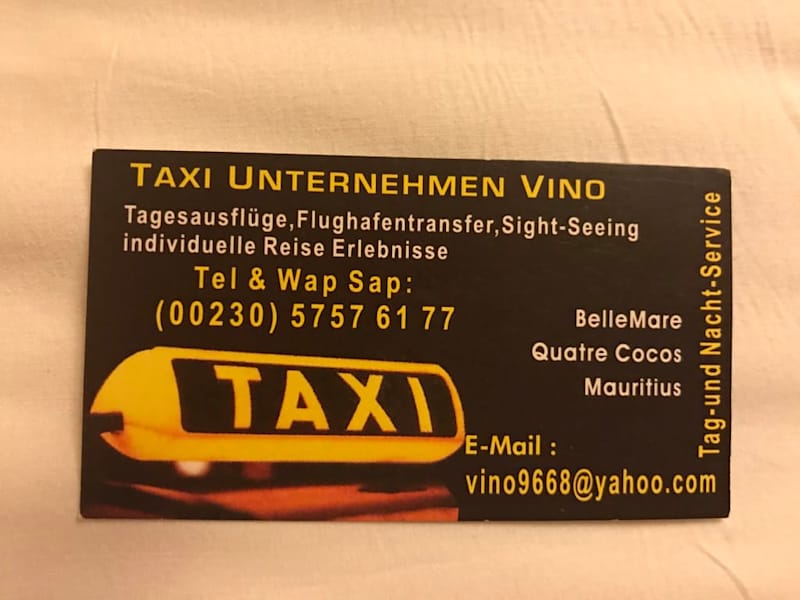 TAXI UNTERNEHMEN VINO
Tagesausflüge,Flughafentransfer,Sight-Seeing
individuelle Reise Erlebnisse
Tel & Wap Sap:
(00230) 5757 61 77
BelleMare
Quatre Cocos
Mauritius
Tag-und Nacht-Service
TAXI
E-Mail :
vino9668@yahoo.com